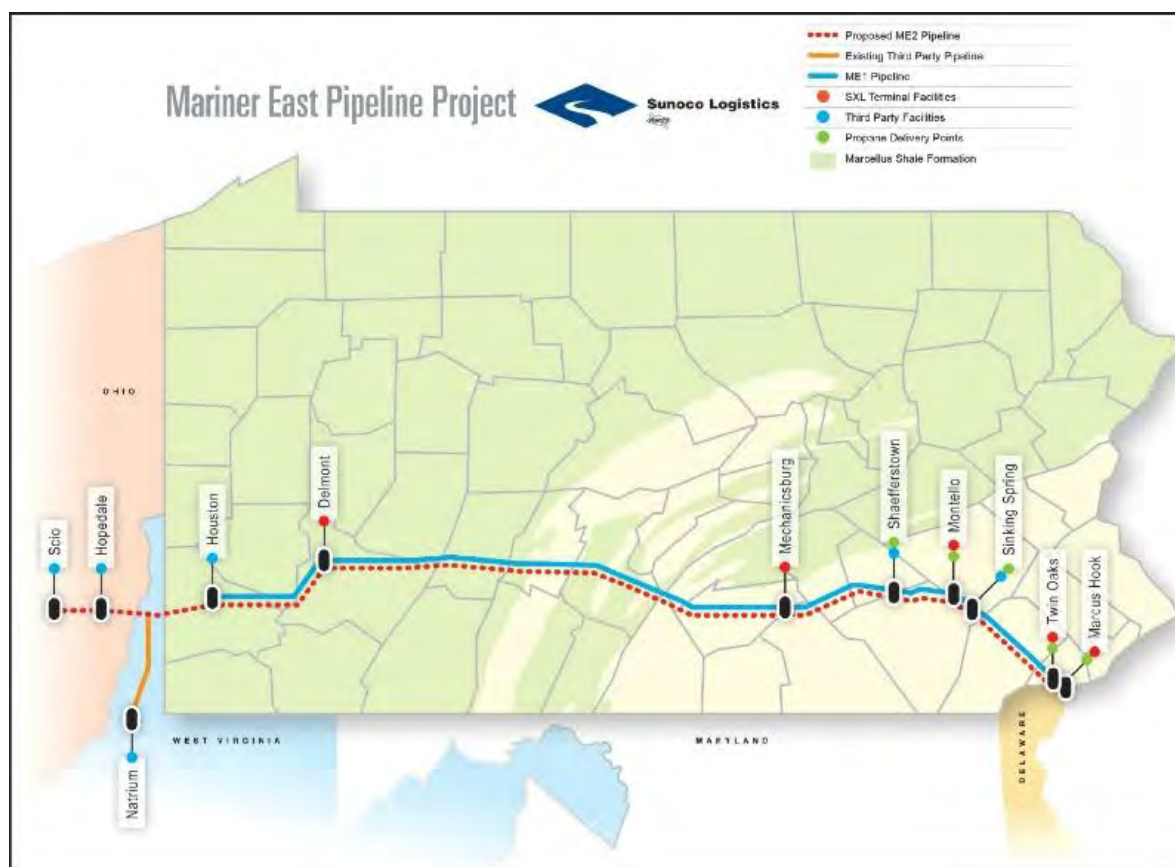 Mariner East Pipeline Project
Sunoco Logistics
Proposed ME2 Pipeline
Existing Third Party Pipeline
ME1 Pipeline
SXL Terminal Facilities
Third Party Facilities
Propane Delivery Points
Marcellus Shale Formation
OHIO
Scio
Hopedale
Houston
Delmont
Mechanicsburg
Shaefferstown
Montello
Sinking Spring
Twin Oaks
Marcus Hook
Natrium
WEST VIRGINIA
MARYLAND
DELAWARE